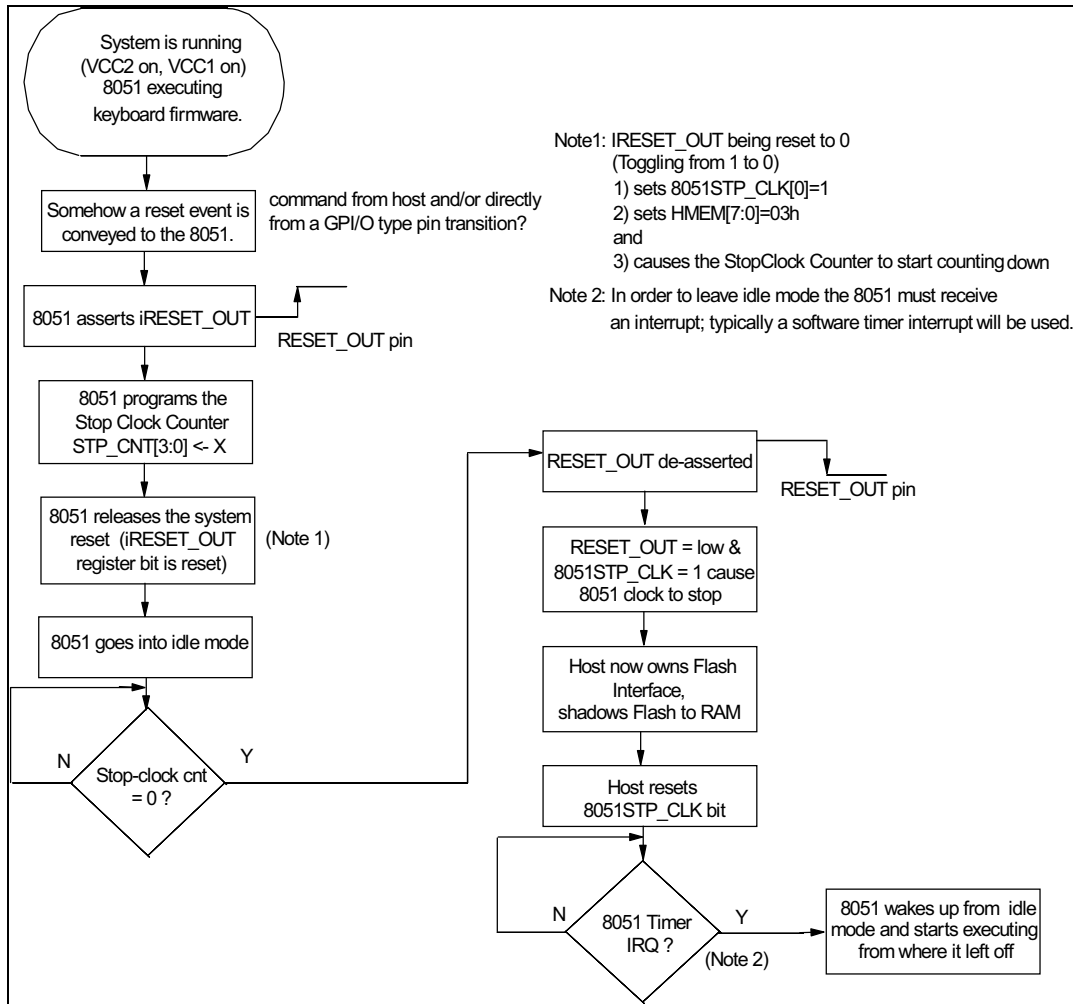 System is running
(VCC2 on, VCC1 on)
8051 executing
keyboard firmware.
Somehow a reset event is
conveyed to the 8051.
command from host and/or directly
from a GPI/O type pin transition?
8051 asserts iRESET_OUT
RESET_OUT pin
8051 programs the
Stop Clock Counter
STP_CNT[3:0] <- X
8051 releases the system
reset (iRESET_OUT
register bit is reset)
(Note 1)
8051 goes into idle mode
Stop-clock cnt
= 0 ?
N
Y
Note1: IRESET_OUT being reset to 0
(Toggling from 1 to 0)
1) sets 8051STP_CLK[0]=1
2) sets HMEM[7:0]=03h
and
3) causes the StopClock Counter to start counting down
Note 2: In order to leave idle mode the 8051 must receive
an interrupt; typically a software timer interrupt will be used.
RESET_OUT de-asserted
RESET_OUT pin
RESET_OUT = low &
8051STP_CLK = 1 cause
8051 clock to stop
Host now owns Flash
Interface,
shadows Flash to RAM
Host resets
8051STP_CLK bit
8051 Timer
IRQ ?
N
Y
(Note 2)
8051 wakes up from idle
mode and starts executing
from where it left off